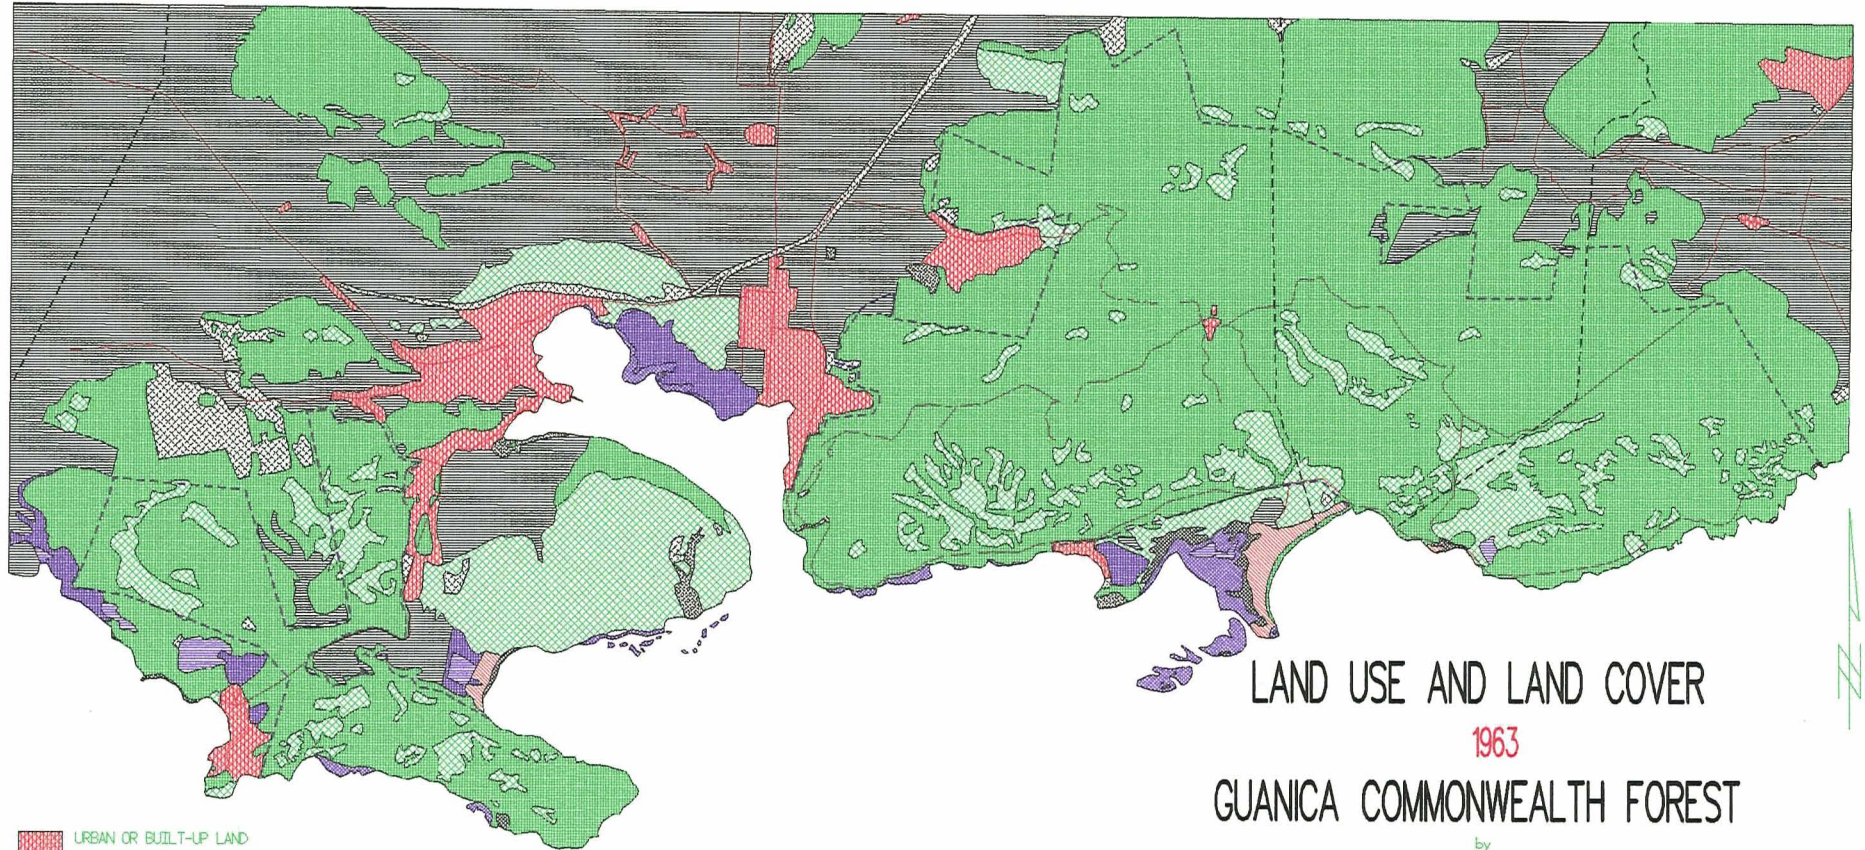 LAND USE AND LAND COVER
1963
GUANICA COMMONWEALTH FOREST
by
URBAN OR BUILT-UP LAND